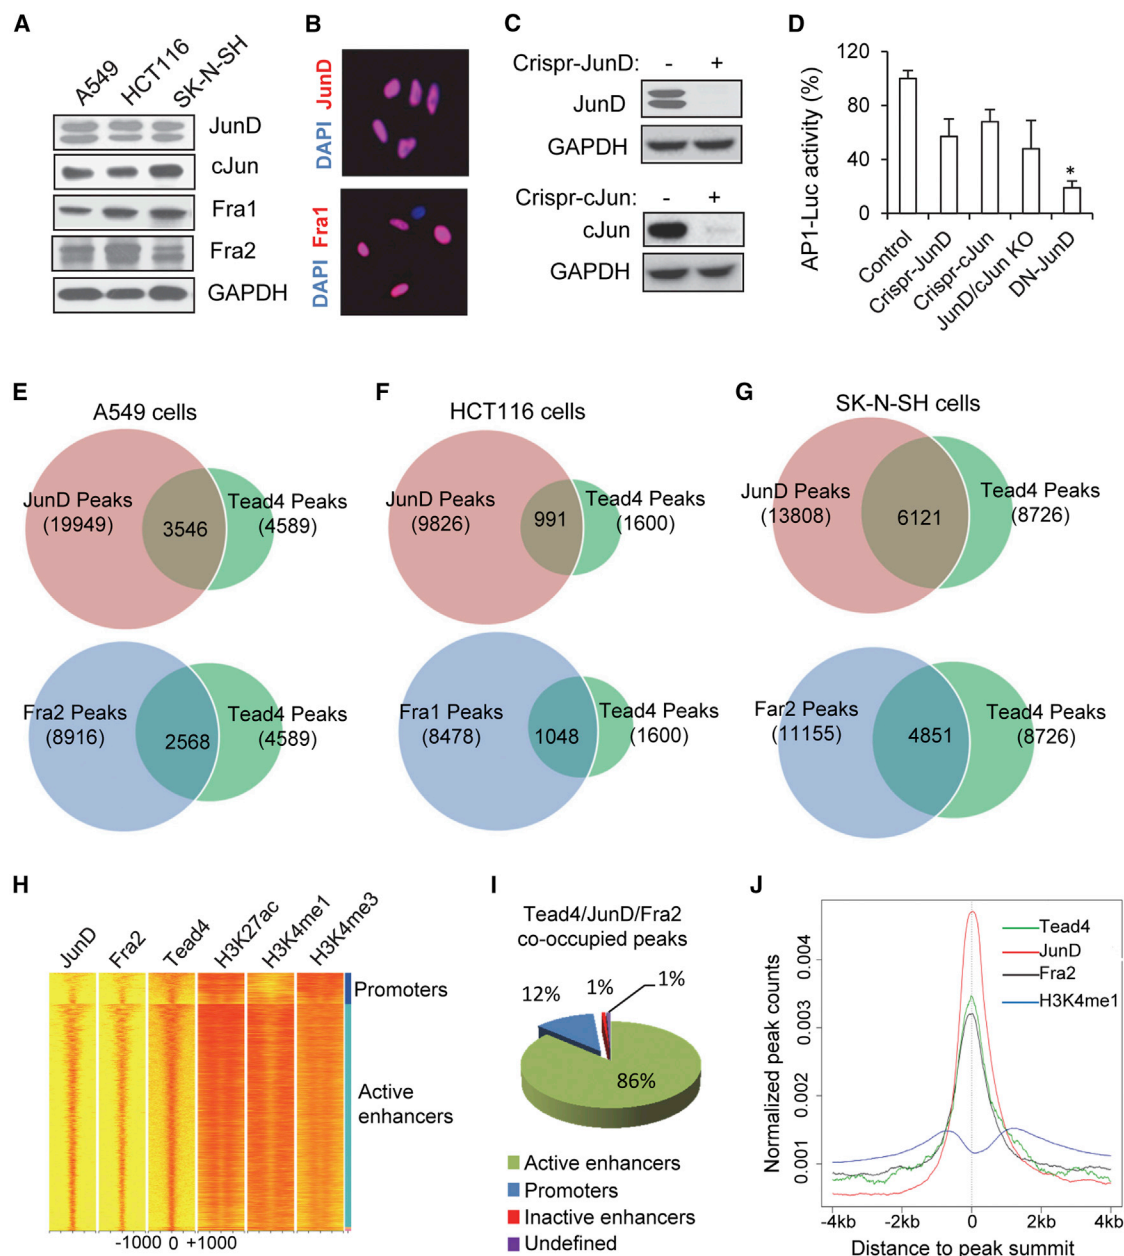 A
A549
HCT116
SK-N-SH
JunD
cJun
Fra1
Fra2
GAPDH
B
DAPI JunD
DAPI Fra1
C
Crispr-JunD: - +
JunD
GAPDH
Crispr-cJun: - +
cJun
GAPDH
D
AP1-Luc activity (%)
120
80
40
0
*
Control
Crispr-JunD
Crispr-cJun
JunD/cJun KO
DN-JunD
E
A549 cells
JunD Peaks
(19949)
3546
Tead4 Peaks
(4589)
Fra2 Peaks
(8916)
2568
Tead4 Peaks
(4589)
F
HCT116 cells
JunD Peaks
(9826)
991
Tead4 Peaks
(1600)
Fra1 Peaks
(8478)
1048
Tead4 Peaks
(1600)
G
SK-N-SH cells
JunD Peaks
(13808)
6121
Tead4 Peaks
(8726)
Far2 Peaks
(11155)
4851
Tead4 Peaks
(8726)
H
JunD
Fra2
Tead4
H3K27ac
H3K4me1
H3K4me3
Promoters
Active
enhancers
-1000 0 +1000
I
Tead4/JunD/Fra2
co-occupied peaks
12%
1%
1%
86%
Active enhancers
Promoters
Inactive enhancers
Undefined
J
Normalized peak counts
0.004
0.003
0.002
0.001
Tead4
JunD
Fra2
H3K4me1
-4kb
-2kb
0
2kb
4kb
Distance to peak summit